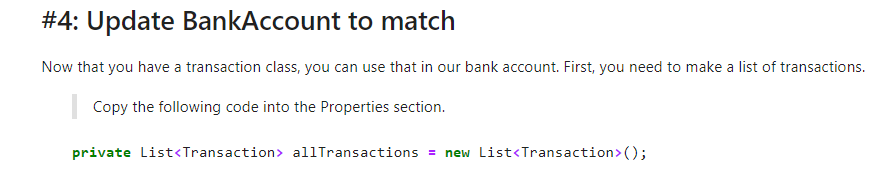 #4: Update BankAccount to match
Now that you have a transaction class, you can use that in our bank account. First, you need to make a list of transactions.
Copy the following code into the Properties section.
private List<Transaction> allTransactions = new List<Transaction>();